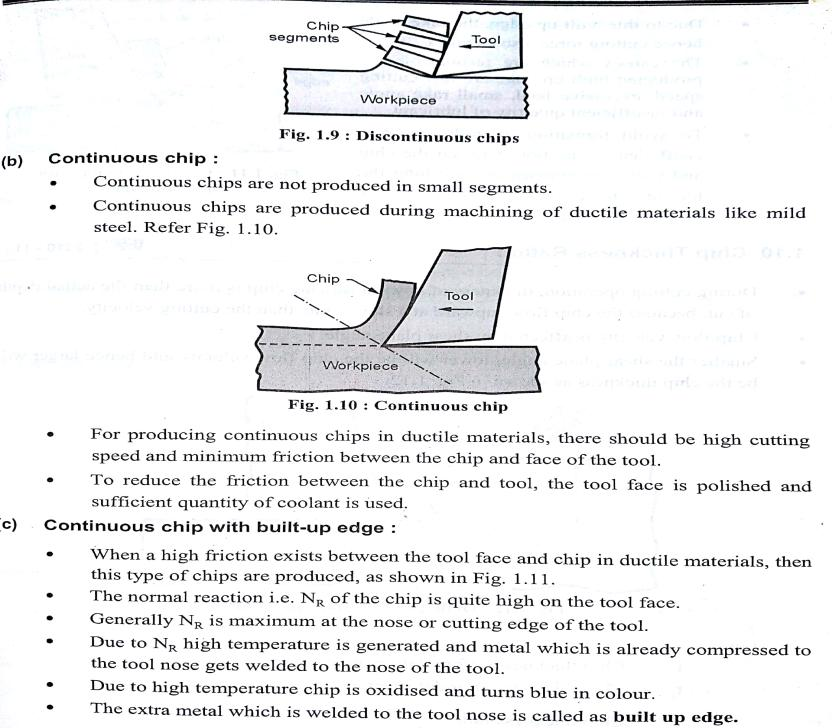 Chip
segments
Tool
Workpiece
Fig. 1.9 : Discontinuous chips
(b) Continuous chip :
• Continuous chips are not produced in small segments.
• Continuous chips are produced during machining of ductile materials like mild
steel. Refer Fig. 1.10.
Chip
Tool
Workpiece
Fig. 1.10 : Continuous chip
• For producing continuous chips in ductile materials, there should be high cutting
speed and minimum friction between the chip and face of the tool.
• To reduce the friction between the chip and tool, the tool face is polished and
sufficient quantity of coolant is used.
(c) Continuous chip with built-up edge :
• When a high friction exists between the tool face and chip in ductile materials, then
this type of chips are produced, as shown in Fig. 1.11.
• The normal reaction i.e. N<sub>R</sub> of the chip is quite high on the tool face.
• Generally N<sub>R</sub> is maximum at the nose or cutting edge of the tool.
• Due to N<sub>R</sub> high temperature is generated and metal which is already compressed to
the tool nose gets welded to the nose of the tool.
• Due to high temperature chip is oxidised and turns blue in colour.
• The extra metal which is welded to the tool nose is called as built up edge.